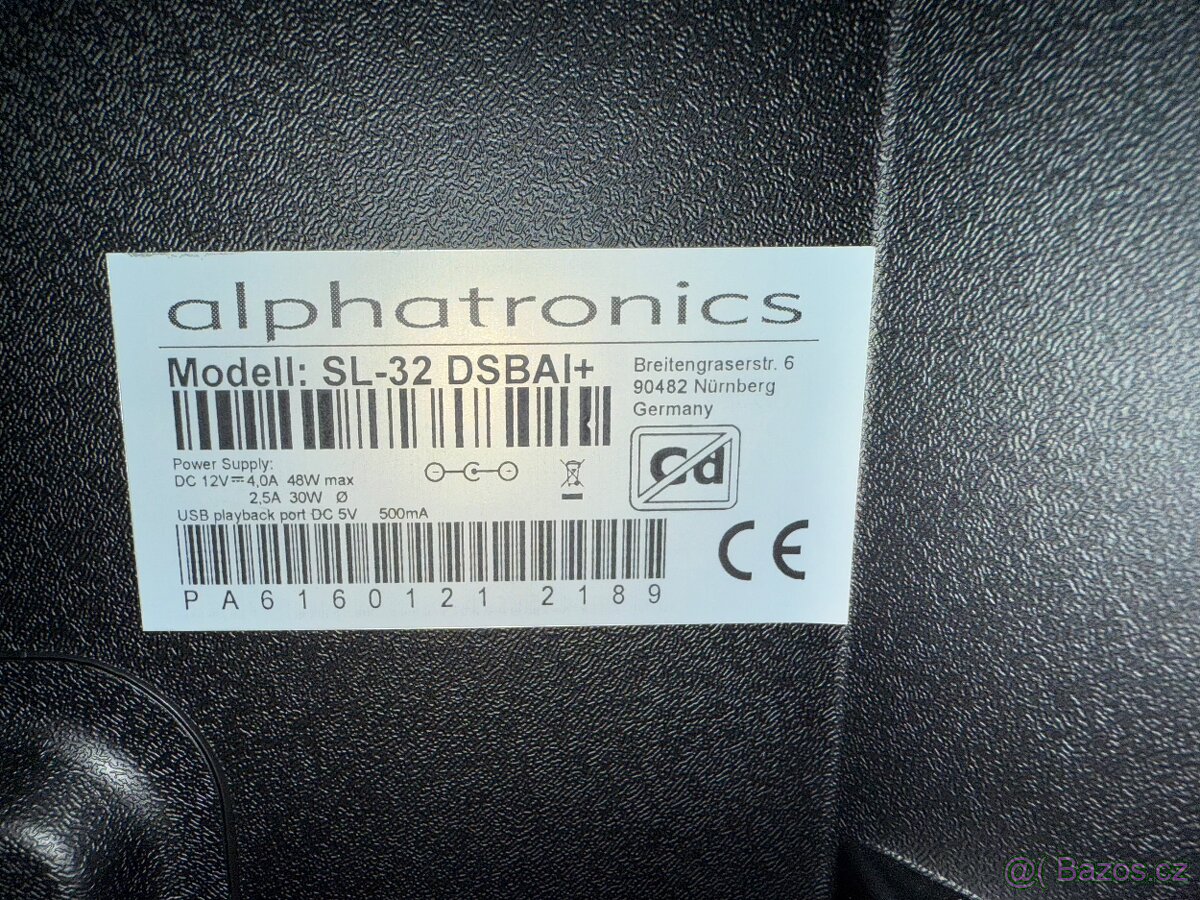 alphatronics
Modell: SL-32 DSBAI+
Breitengraserstr. 6
90482 Nürnberg
Germany
Cd
Power Supply:
DC 12V⎓4,0A 48W max
2,5A 30W Ø
USB playback port DC 5V 500mA
PA6160121 2189
CE
@( Bazos.cz